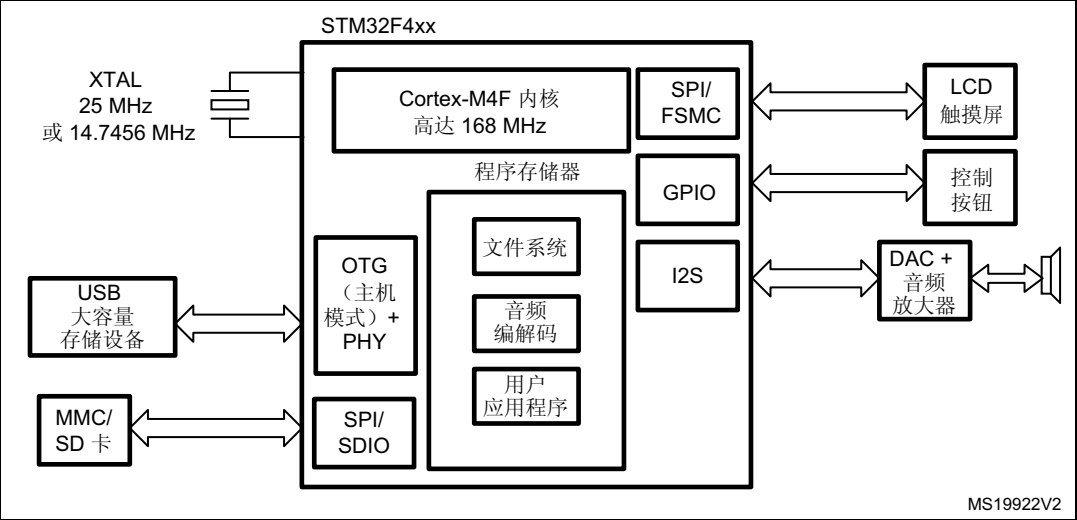 STM32F4xx
XTAL
25 MHz
或 14.7456 MHz
Cortex-M4F 内核
高达 168 MHz
SPI/
FSMC
LCD
触摸屏
程序存储器
GPIO
控制
按钮
文件系统
I2S
DAC +
音频
放大器
OTG
（主机
模式）+
PHY
USB
大容量
存储设备
音频
编解码
用户
应用程序
MMC/
SD 卡
SPI/
SDIO
MS19922V2